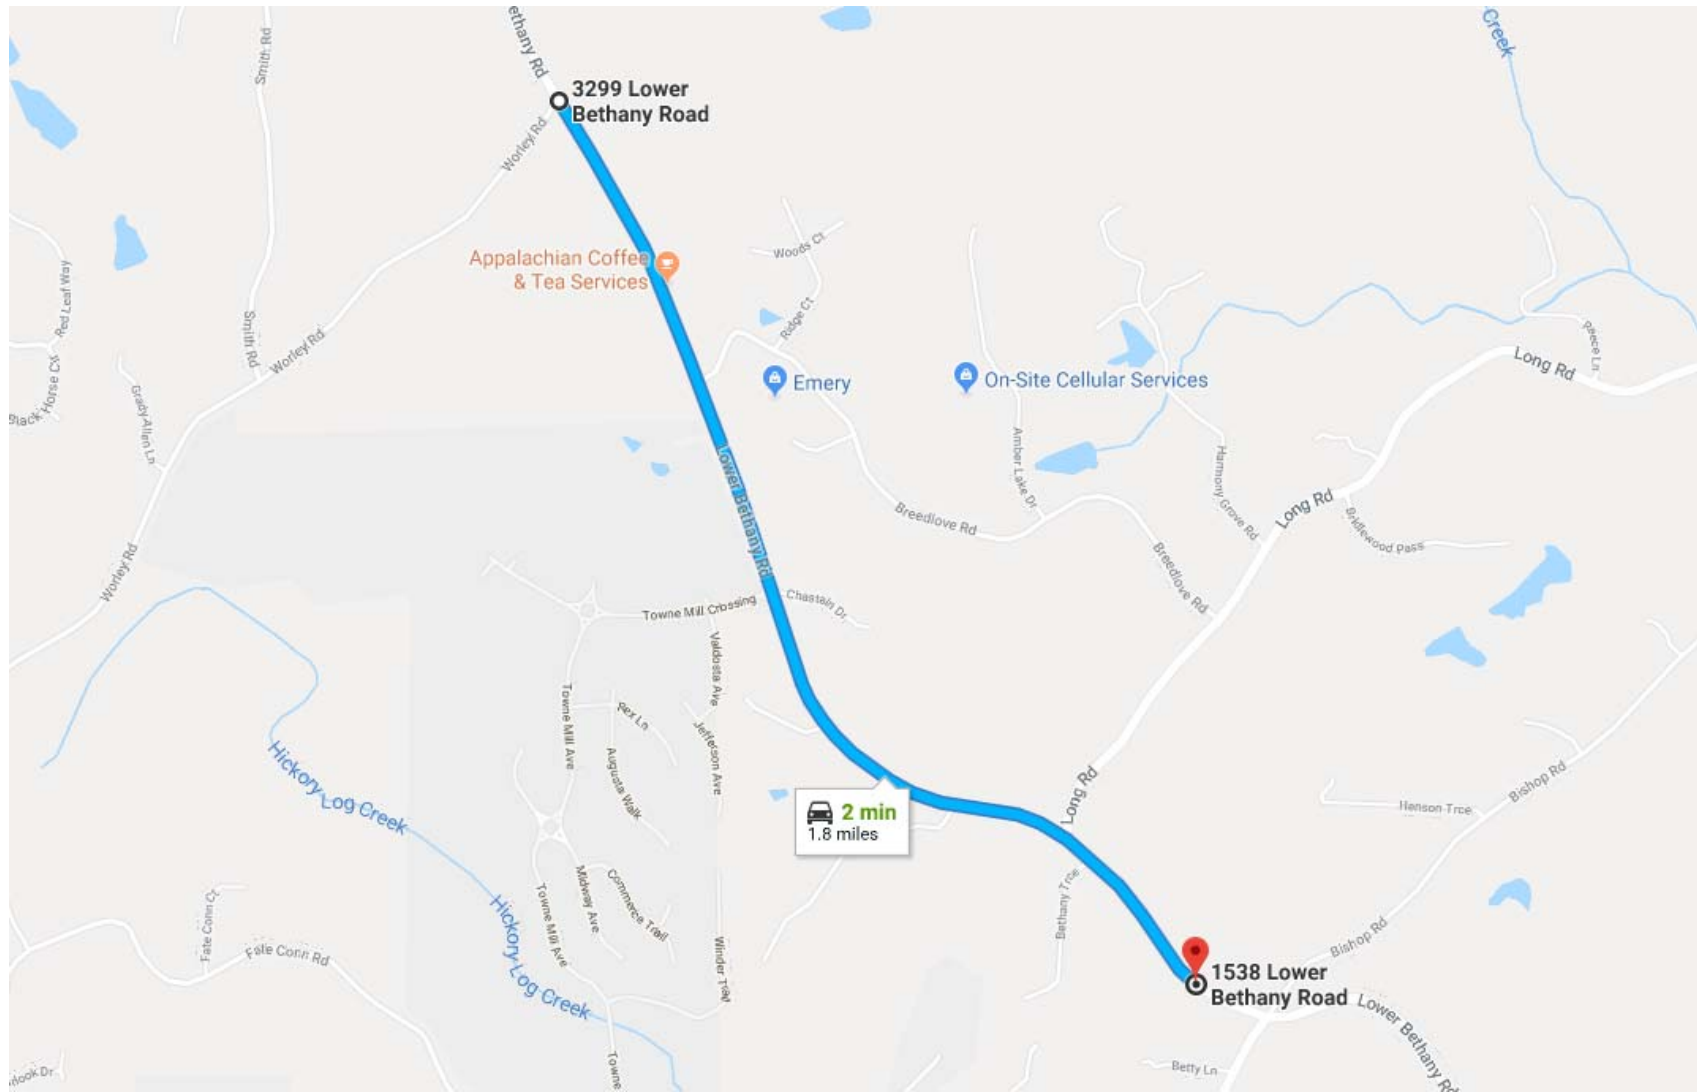 ethany Rd
Creek
Smith Rd
3299 Lower
Bethany Road
Worley Rd
Appalachian Coffee
& Tea Services
Woods Ct
Red Leaf Way
Ridge Ct
Smith Rd
Worley Rd
Long Rd
Black Horse Cv
Emery
On-Site Cellular Services
Grady Allen Ln
Amber Lake Dr
Harmony Grove Rd
Lower Bethany Rd
Breedlove Rd
Long Rd
Bridlewood Pass
Worley Rd
Breedlove Rd
Towne Mill Crossing
Chastain Dr
Valdosta Ave
Towne Mill Ave
Jefferson Ave
Augusta Walk
Hickory Log Creek
2 min
1.8 miles
Long Rd
Bishop Rd
Henson Trce
Midway Ave
Commerce Trail
Towne Mill Ave
Bethany Trce
Fate Conn Ct
Fate Conn Rd
Hickory Log Creek
Winder Trail
Bishop Rd
1538 Lower
Bethany Road
Lower Bethany Rd
Betty Ln
Towne